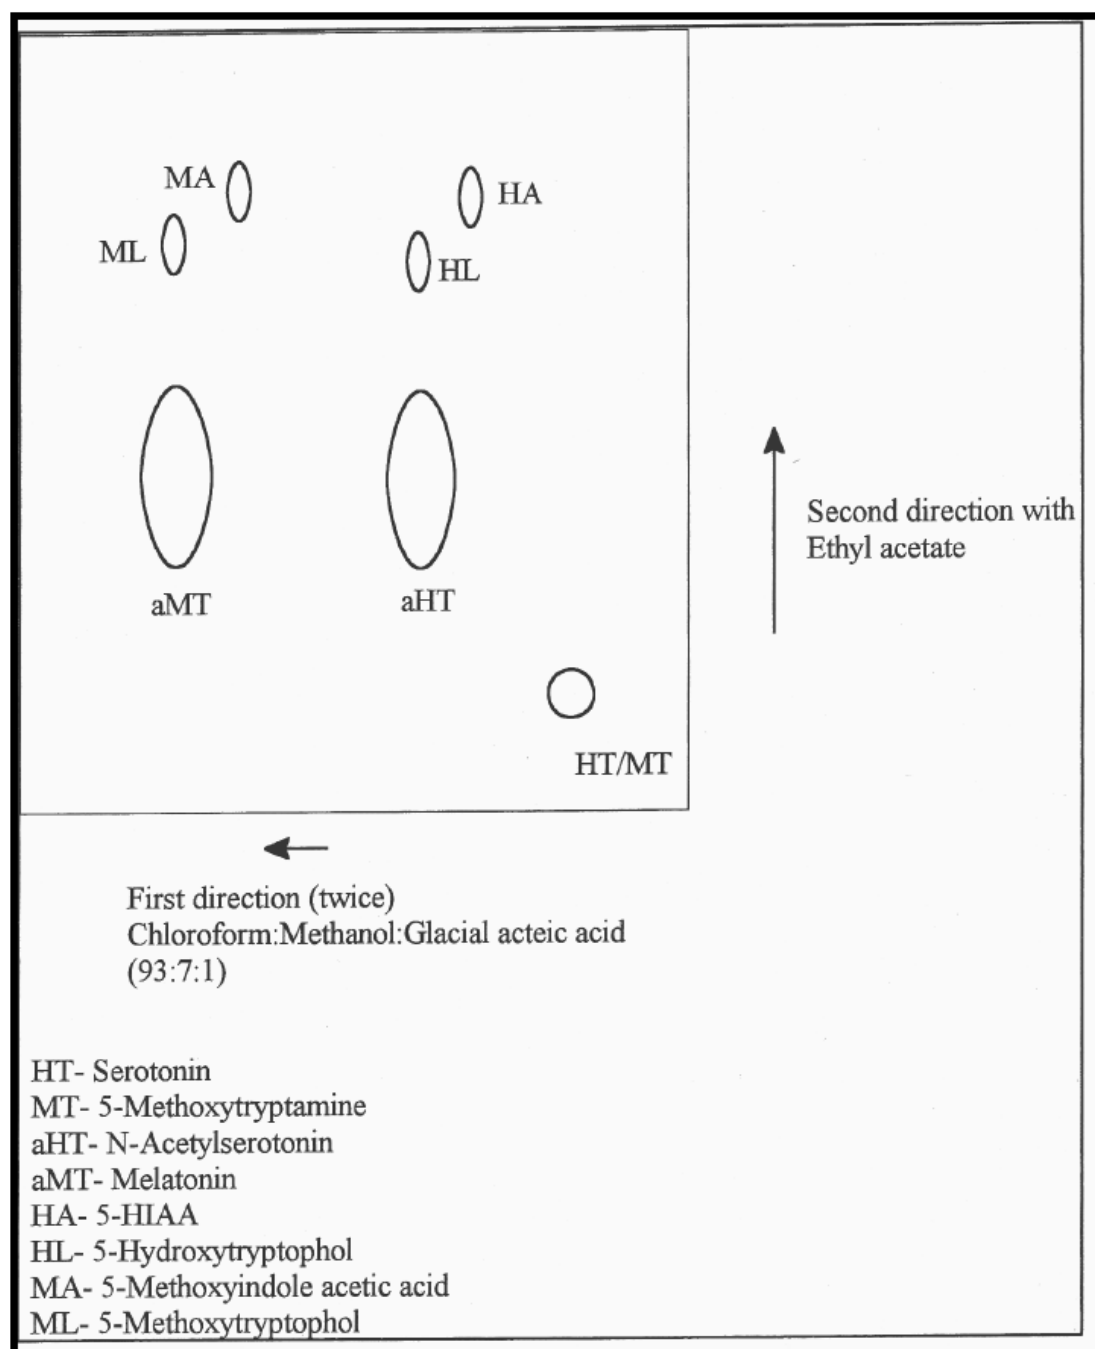 MA
HA
ML
HL
Second direction with
Ethyl acetate
aMT
aHT
HT/MT
First direction (twice)
Chloroform:Methanol:Glacial acteic acid
(93:7:1)
HT- Serotonin
MT- 5-Methoxytryptamine
aHT- N-Acetylserotonin
aMT- Melatonin
HA- 5-HIAA
HL- 5-Hydroxytryptophol
MA- 5-Methoxyindole acetic acid
ML- 5-Methoxytryptophol